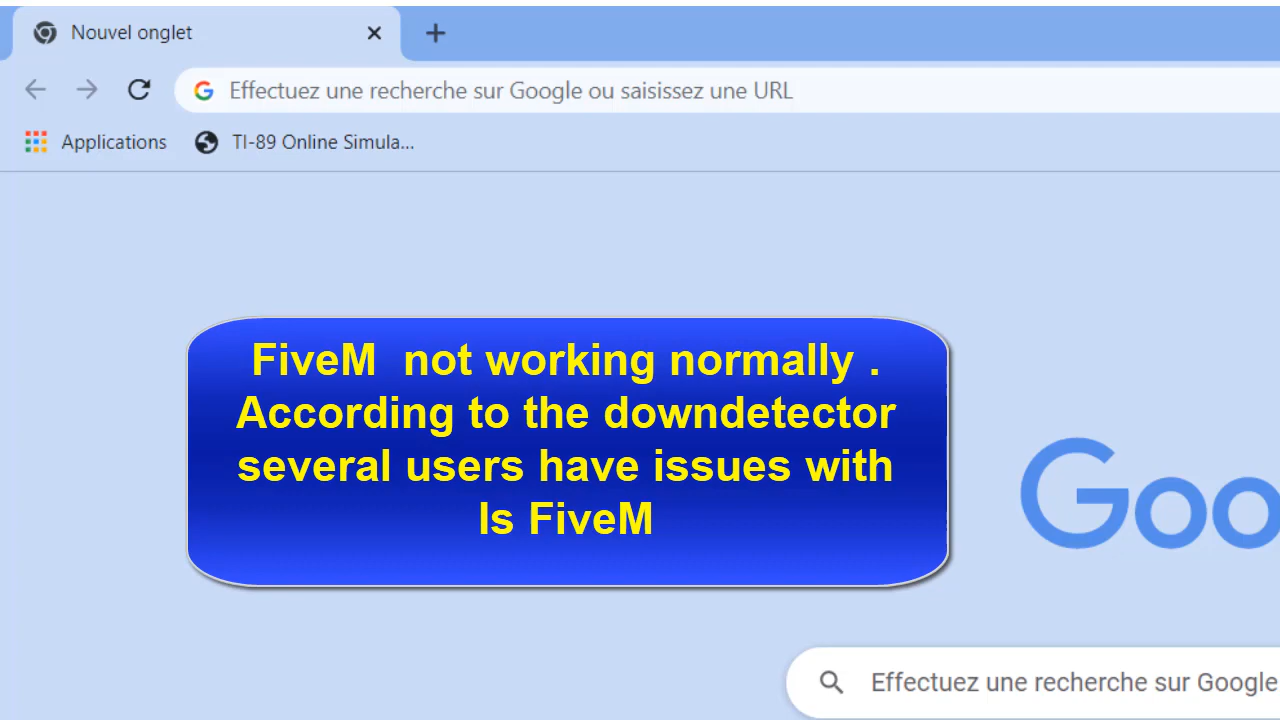 Nouvel onglet
Effectuez une recherche sur Google ou saisissez une URL
Applications TI-89 Online Simula...
FiveM not working normally .
According to the downdetector
several users have issues with
Is FiveM
Goo
Effectuez une recherche sur Google